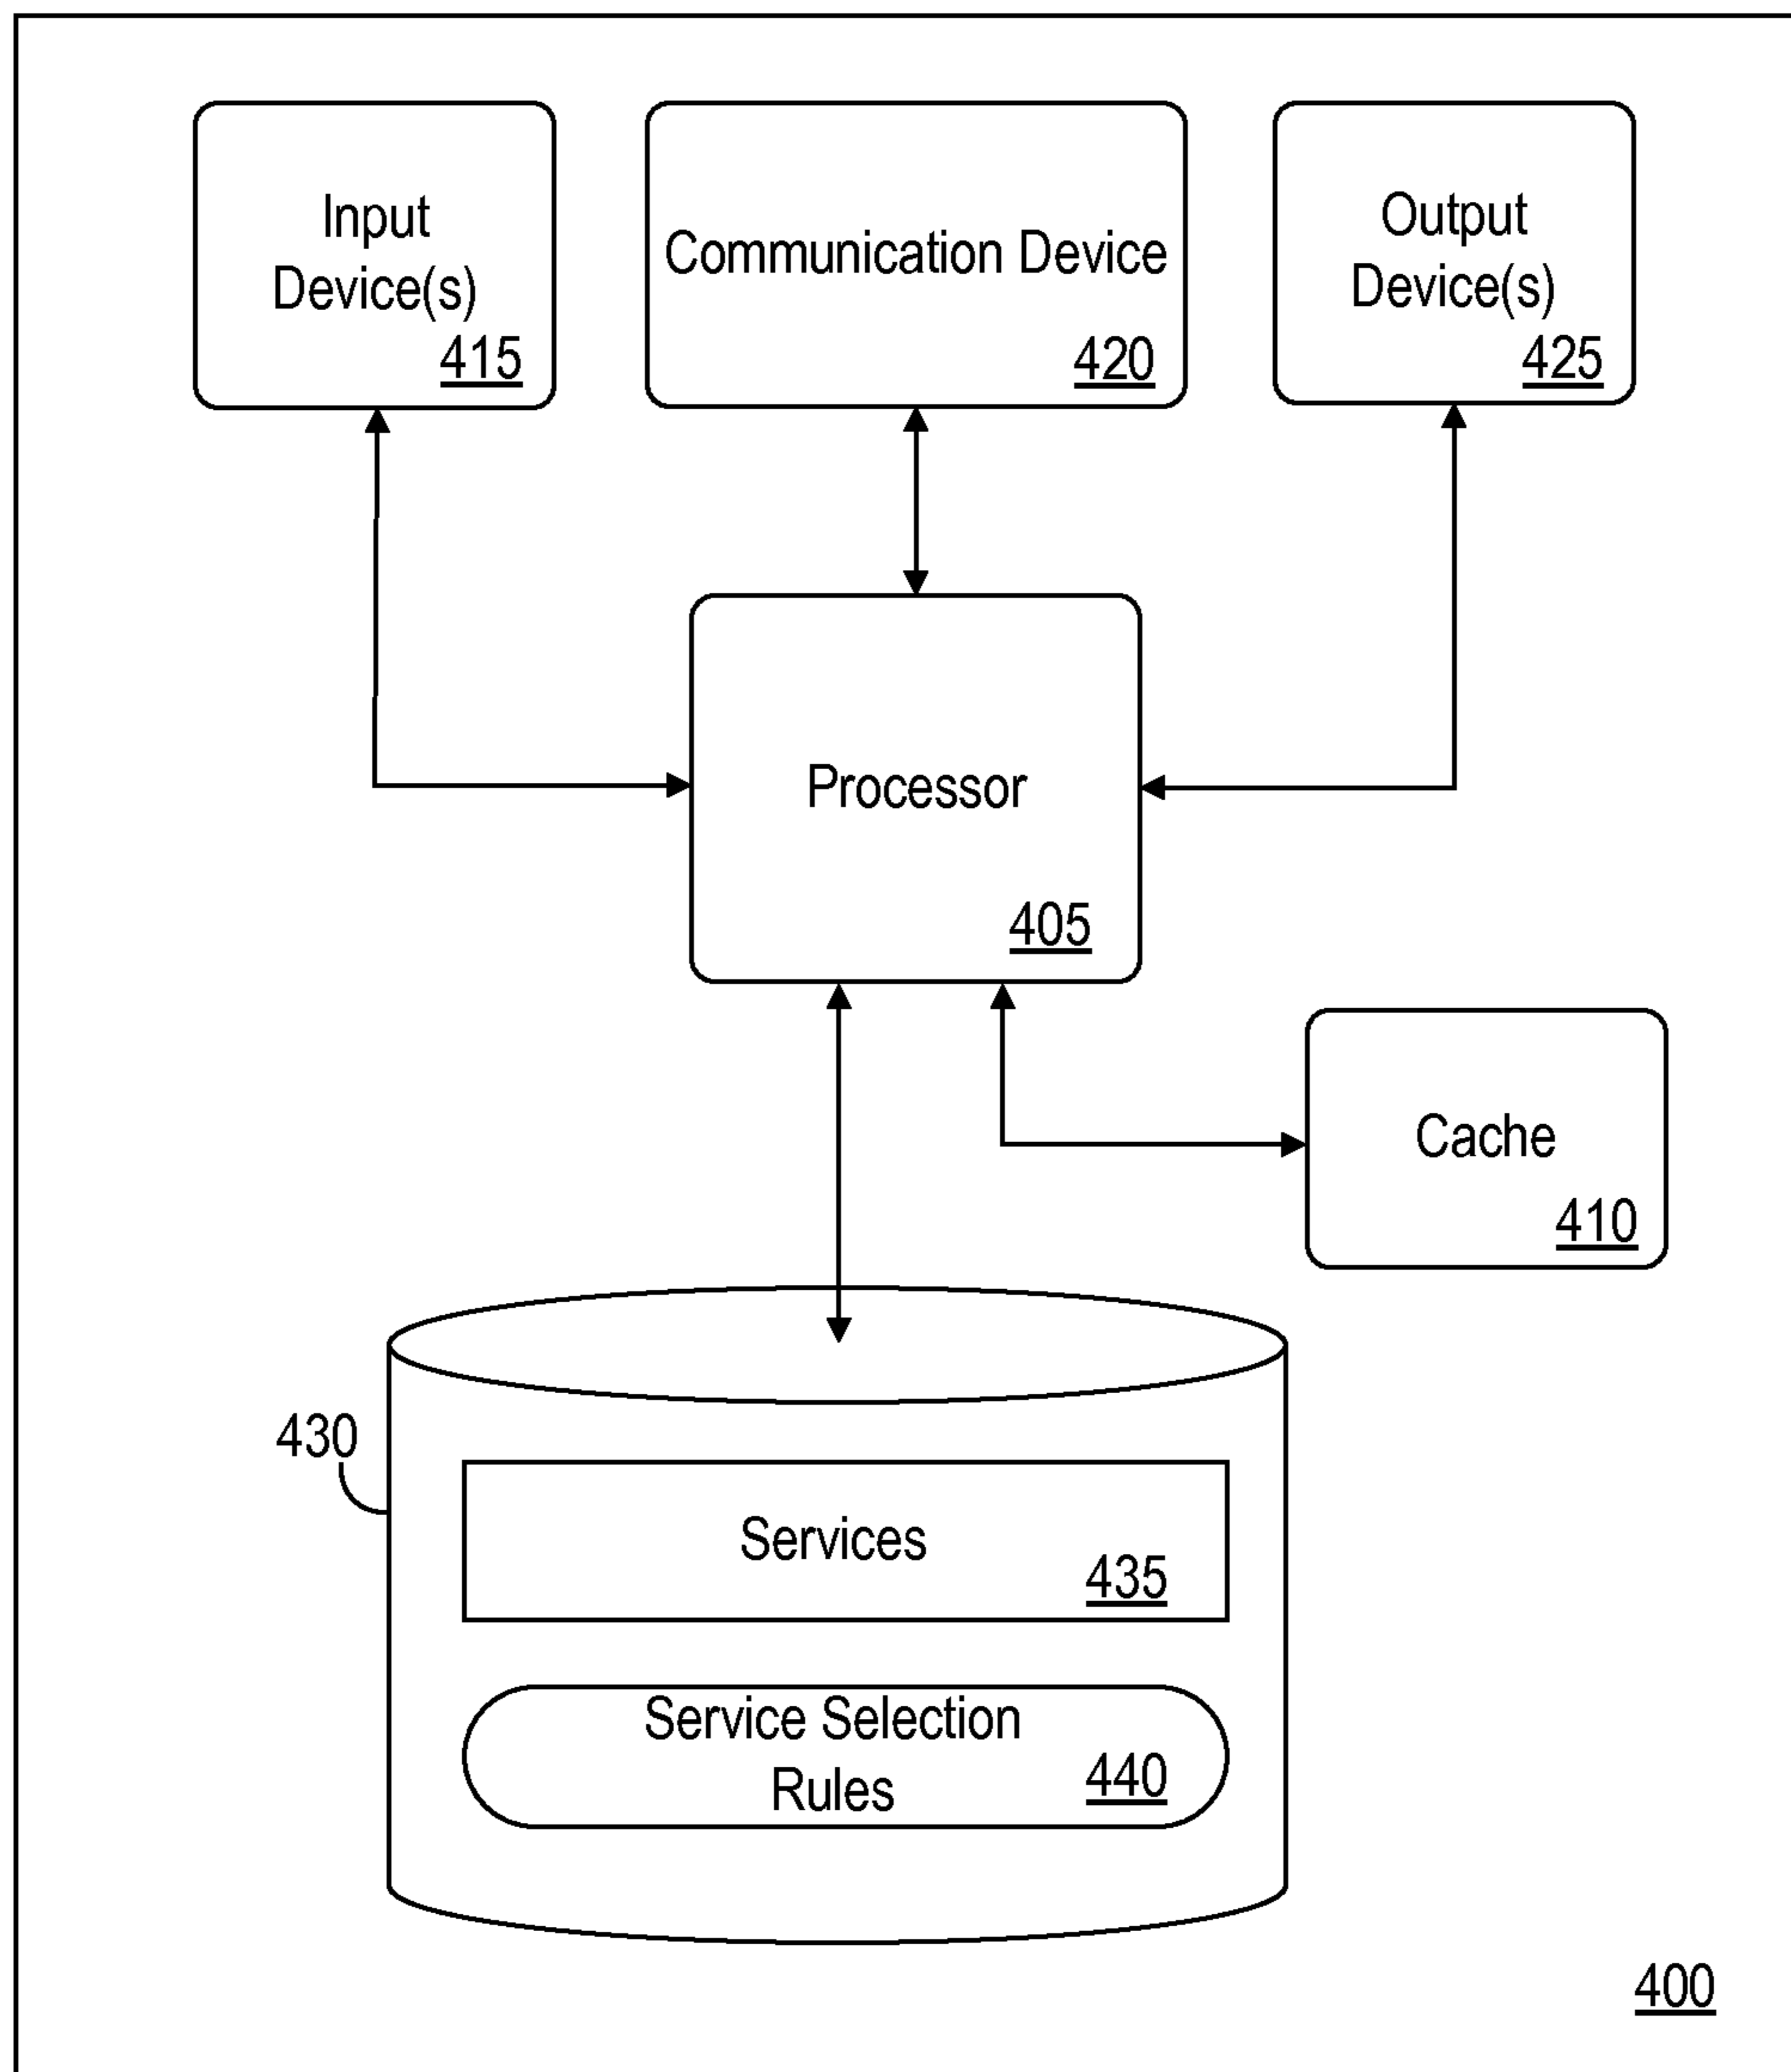 Input
Device(s)
415
Communication Device
420
Output
Device(s)
425
Processor
405
Cache
410
430
Services
435
Service Selection
Rules
440
400